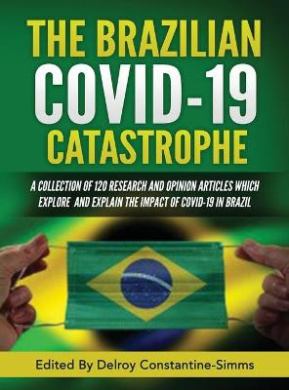 THE BRAZILIAN
COVID-19
CATASTROPHE
A COLLECTION OF 120 RESEARCH AND OPINION ARTICLES WHICH
EXPLORE AND EXPLAIN THE IMPACT OF COVID-19 IN BRAZIL
Edited By Delroy Constantine-Simms